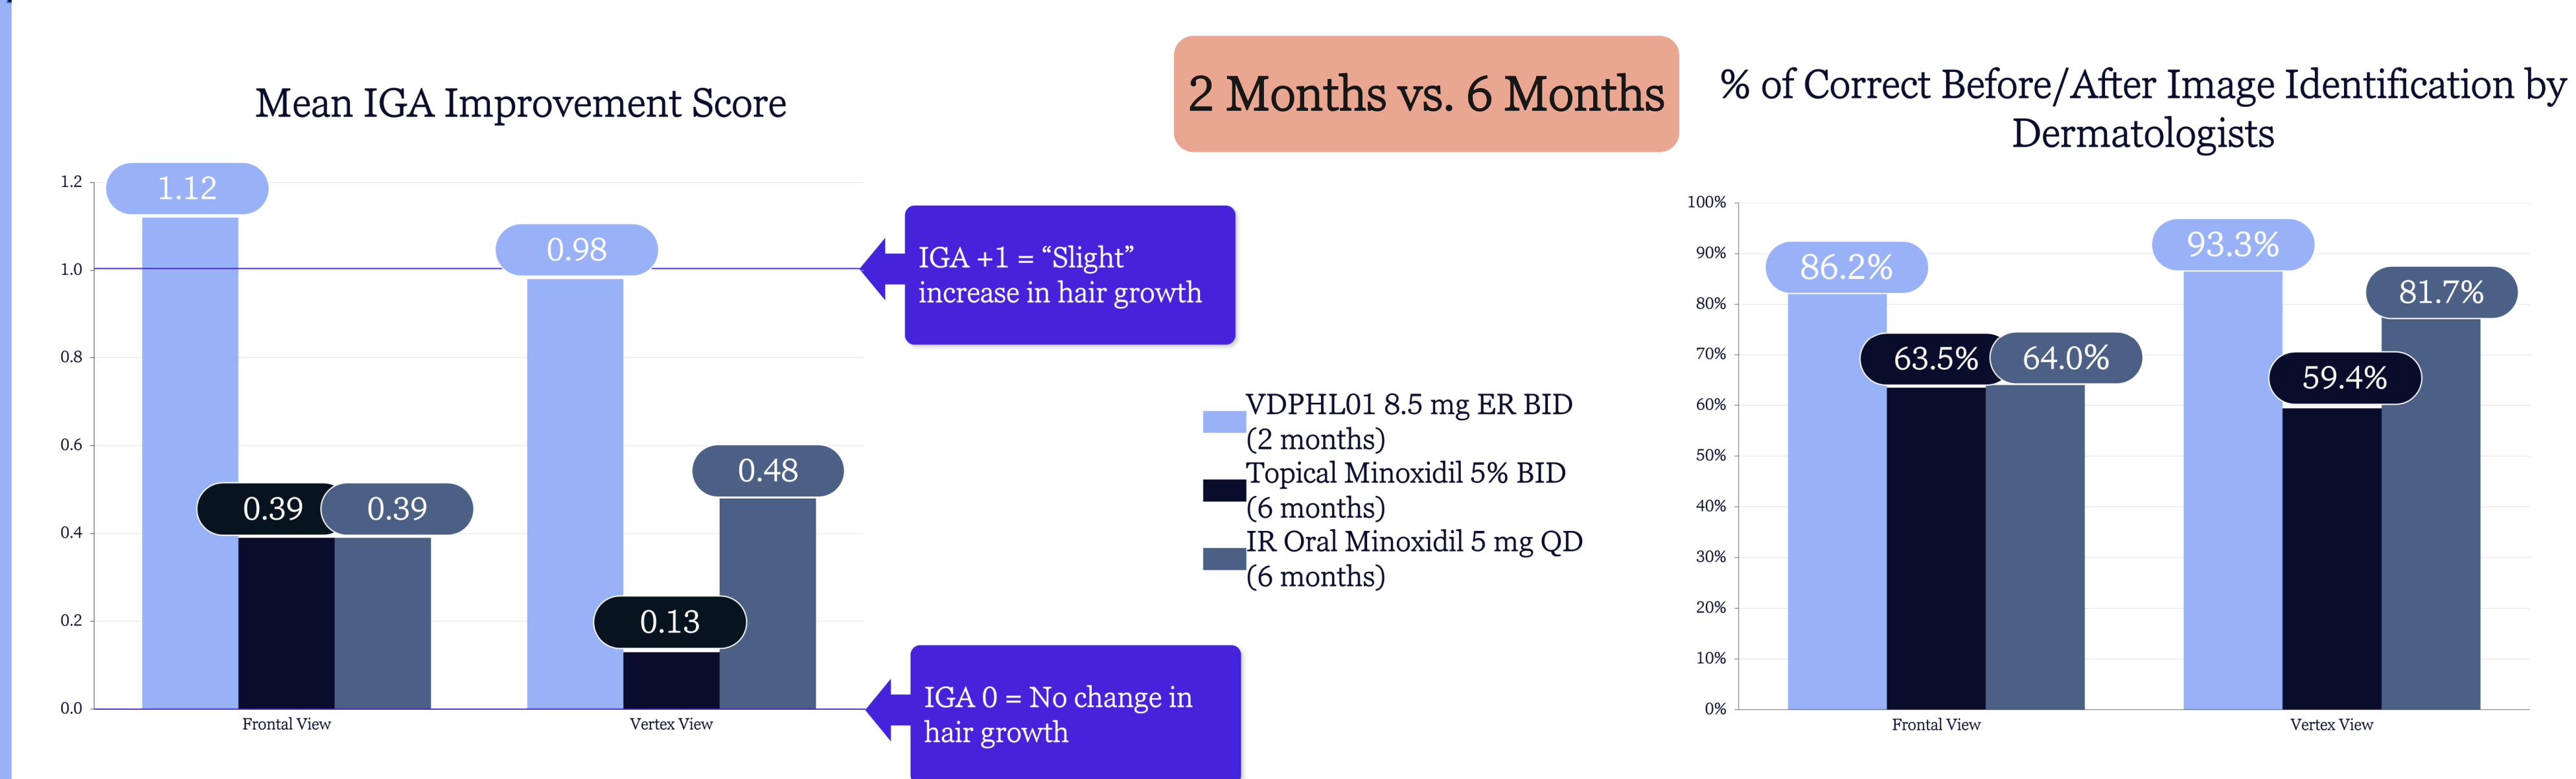 Mean IGA Improvement Score
1.2
1.0
0.8
0.6
0.4
0.2
0.0
1.12
0.39
0.39
0.98
0.13
0.48
Frontal View
Vertex View
2 Months vs. 6 Months
IGA +1 = “Slight”
increase in hair growth
VDPHL01 8.5 mg ER BID
(2 months)
Topical Minoxidil 5% BID
(6 months)
IR Oral Minoxidil 5 mg QD
(6 months)
IGA 0 = No change in
hair growth
% of Correct Before/After Image Identification by
Dermatologists
100%
90%
80%
70%
60%
50%
40%
30%
20%
10%
0%
86.2%
63.5%
64.0%
93.3%
59.4%
81.7%
Frontal View
Vertex View